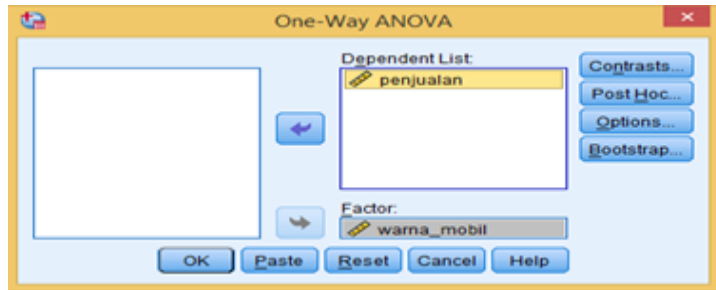 One-Way ANOVA
Dependent List:
penjualan
Contrasts...
Post Hoc...
Options...
Bootstrap...
Factor:
warna_mobil
OK Paste Reset Cancel Help